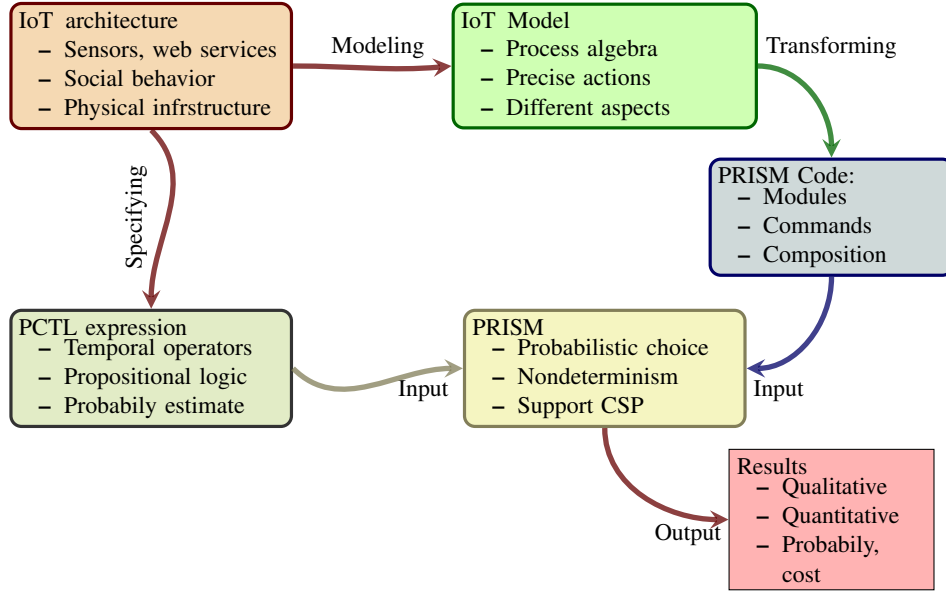 IoT architecture
– Sensors, web services
– Social behavior
– Physical infrstructure
Modeling
IoT Model
– Process algebra
– Precise actions
– Different aspects
Transforming
Specifying
PRISM Code:
– Modules
– Commands
– Composition
PCTL expression
– Temporal operators
– Propositional logic
– Probabily estimate
Input
PRISM
– Probabilistic choice
– Nondeterminism
– Support CSP
Input
Output
Results
– Qualitative
– Quantitative
– Probabily,
cost